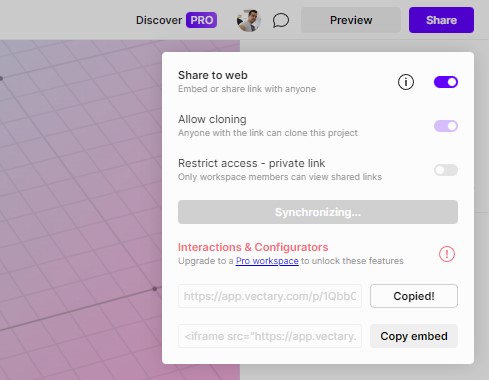 Discover PRO Preview Share
Share to web
Embed or share link with anyone
Allow cloning
Anyone with the link can clone this project
Restrict access - private link
Only workspace members can view shared links
Synchronizing...
Interactions & Configurators
Upgrade to a Pro workspace to unlock these features
https://app.vectary.com/p/1QbbC Copied!
<iframe src="https://app.vectary. Copy embed